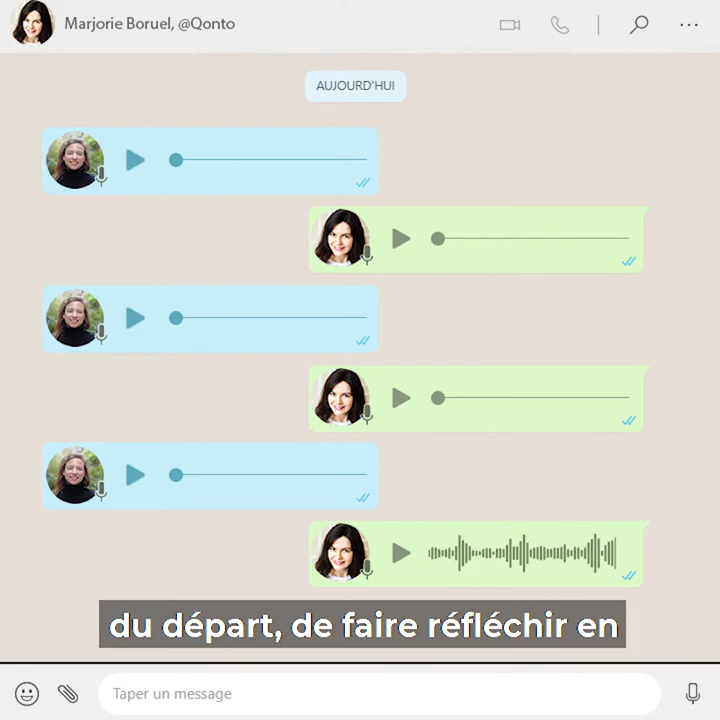 Marjorie Boruel, @Qonto
AUJOURD'HUI
du départ, de faire réfléchir en
Taper un message